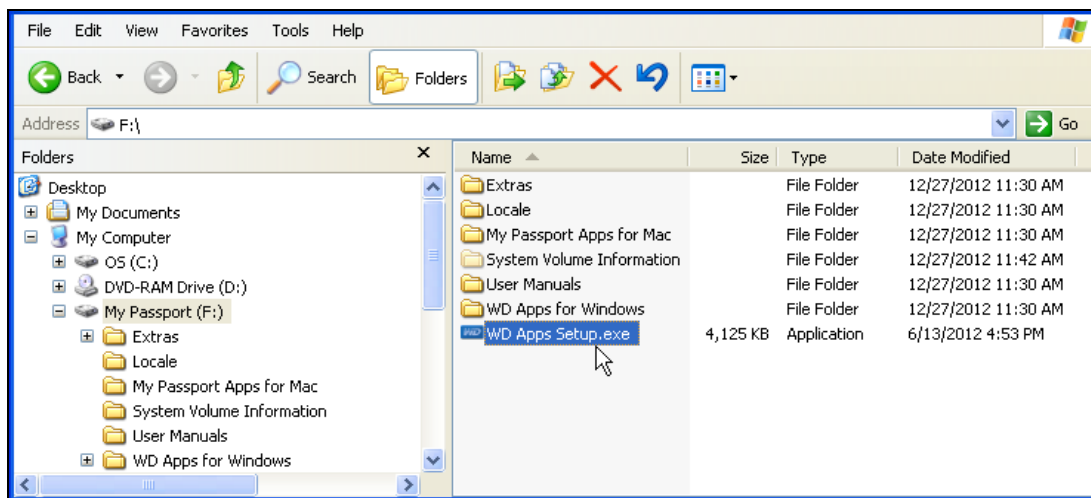 File Edit View Favorites Tools Help
Back Search Folders
Address F:\ Go
Folders
Desktop
My Documents
My Computer
OS (C:)
DVD-RAM Drive (D:)
My Passport (F:)
Extras
Locale
My Passport Apps for Mac
System Volume Information
User Manuals
WD Apps for Windows
Name Size Type Date Modified
Extras File Folder 12/27/2012 11:30 AM
Locale File Folder 12/27/2012 11:30 AM
My Passport Apps for Mac File Folder 12/27/2012 11:30 AM
System Volume Information File Folder 12/27/2012 11:42 AM
User Manuals File Folder 12/27/2012 11:30 AM
WD Apps for Windows File Folder 12/27/2012 11:30 AM
WD Apps Setup.exe 4,125 KB Application 6/13/2012 4:53 PM